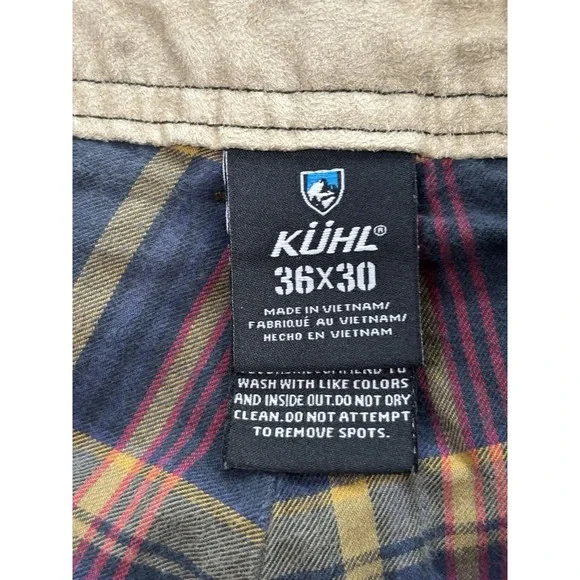 KÜHL®
36X30
MADE IN VIETNAM/
FABRIQUÉ AU VIETNAM/
HECHO EN VIETNAM
WASH WITH LIKE COLORS
AND INSIDE OUT.DO NOT DRY
CLEAN.DO NOT ATTEMPT
TO REMOVE SPOTS.